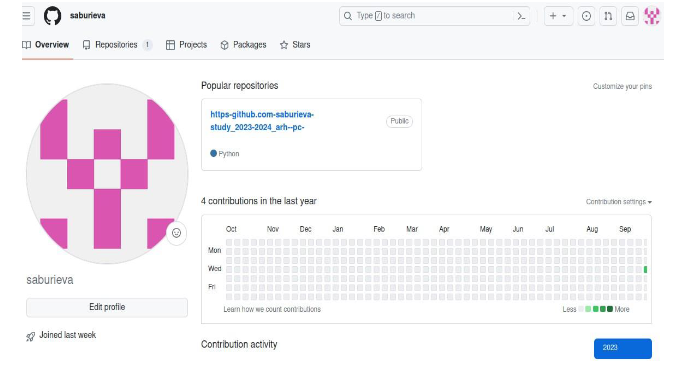 saburieva
Type / to search
Overview
Repositories 1
Projects
Packages
Stars
Popular repositories
Customize your pins
https-github.com-saburieva-
study_2023-2024_arh--pc-
Public
Python
4 contributions in the last year
Contribution settings
Oct Nov Dec Jan Feb Mar Apr May Jun Jul Aug Sep
Mon
Wed
Fri
Learn how we count contributions
Less More
saburieva
Edit profile
Joined last week
Contribution activity
2023